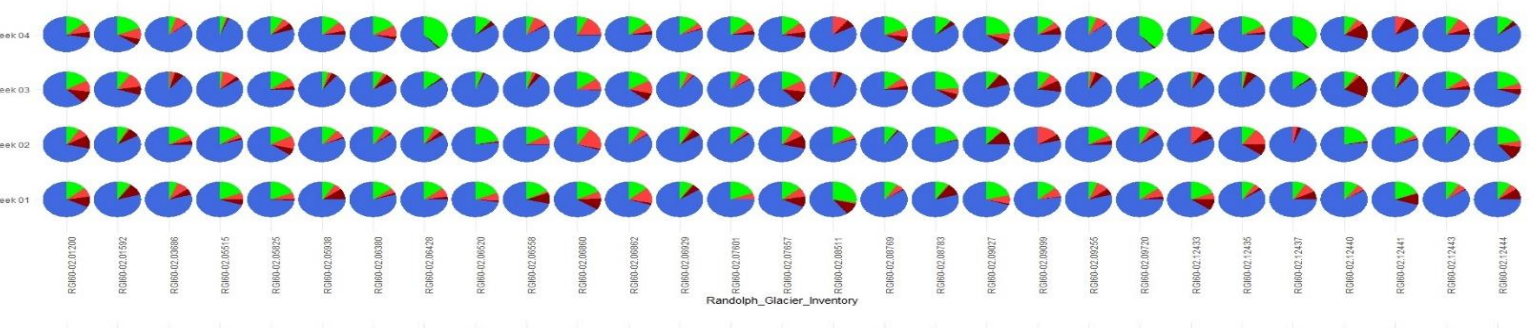 eek 04
eek 03
eek 02
eek 01
RGI60-02.01200
RGI60-02.01592
RGI60-02.03686
RGI60-02.05515
RGI60-02.05825
RGI60-02.05938
RGI60-02.06380
RGI60-02.06428
RGI60-02.06520
RGI60-02.06558
RGI60-02.06860
RGI60-02.06862
RGI60-02.06929
RGI60-02.07601
RGI60-02.07657
RGI60-02.08511
RGI60-02.08769
RGI60-02.08783
RGI60-02.09027
RGI60-02.09099
RGI60-02.09255
RGI60-02.09720
RGI60-02.12433
RGI60-02.12435
RGI60-02.12437
RGI60-02.12440
RGI60-02.12441
RGI60-02.12443
RGI60-02.12444
Randolph_Glacier_Inventory